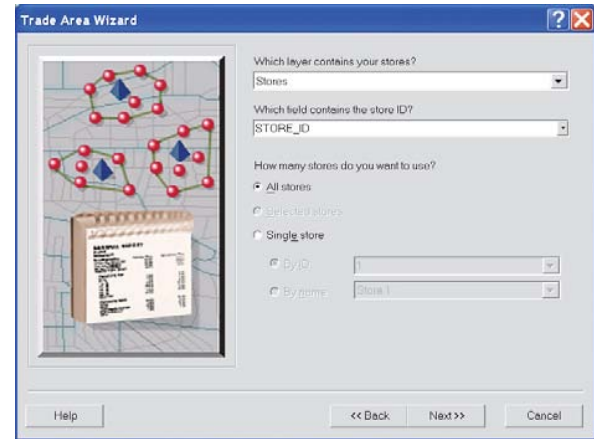 Trade Area Wizard
Which layer contains your stores?
Stores
Which field contains the store ID?
STORE_ID
How many stores do you want to use?
All stores
Selected stores
Single store
By ID
1
By name
Store 1
Help
<< Back
Next >>
Cancel